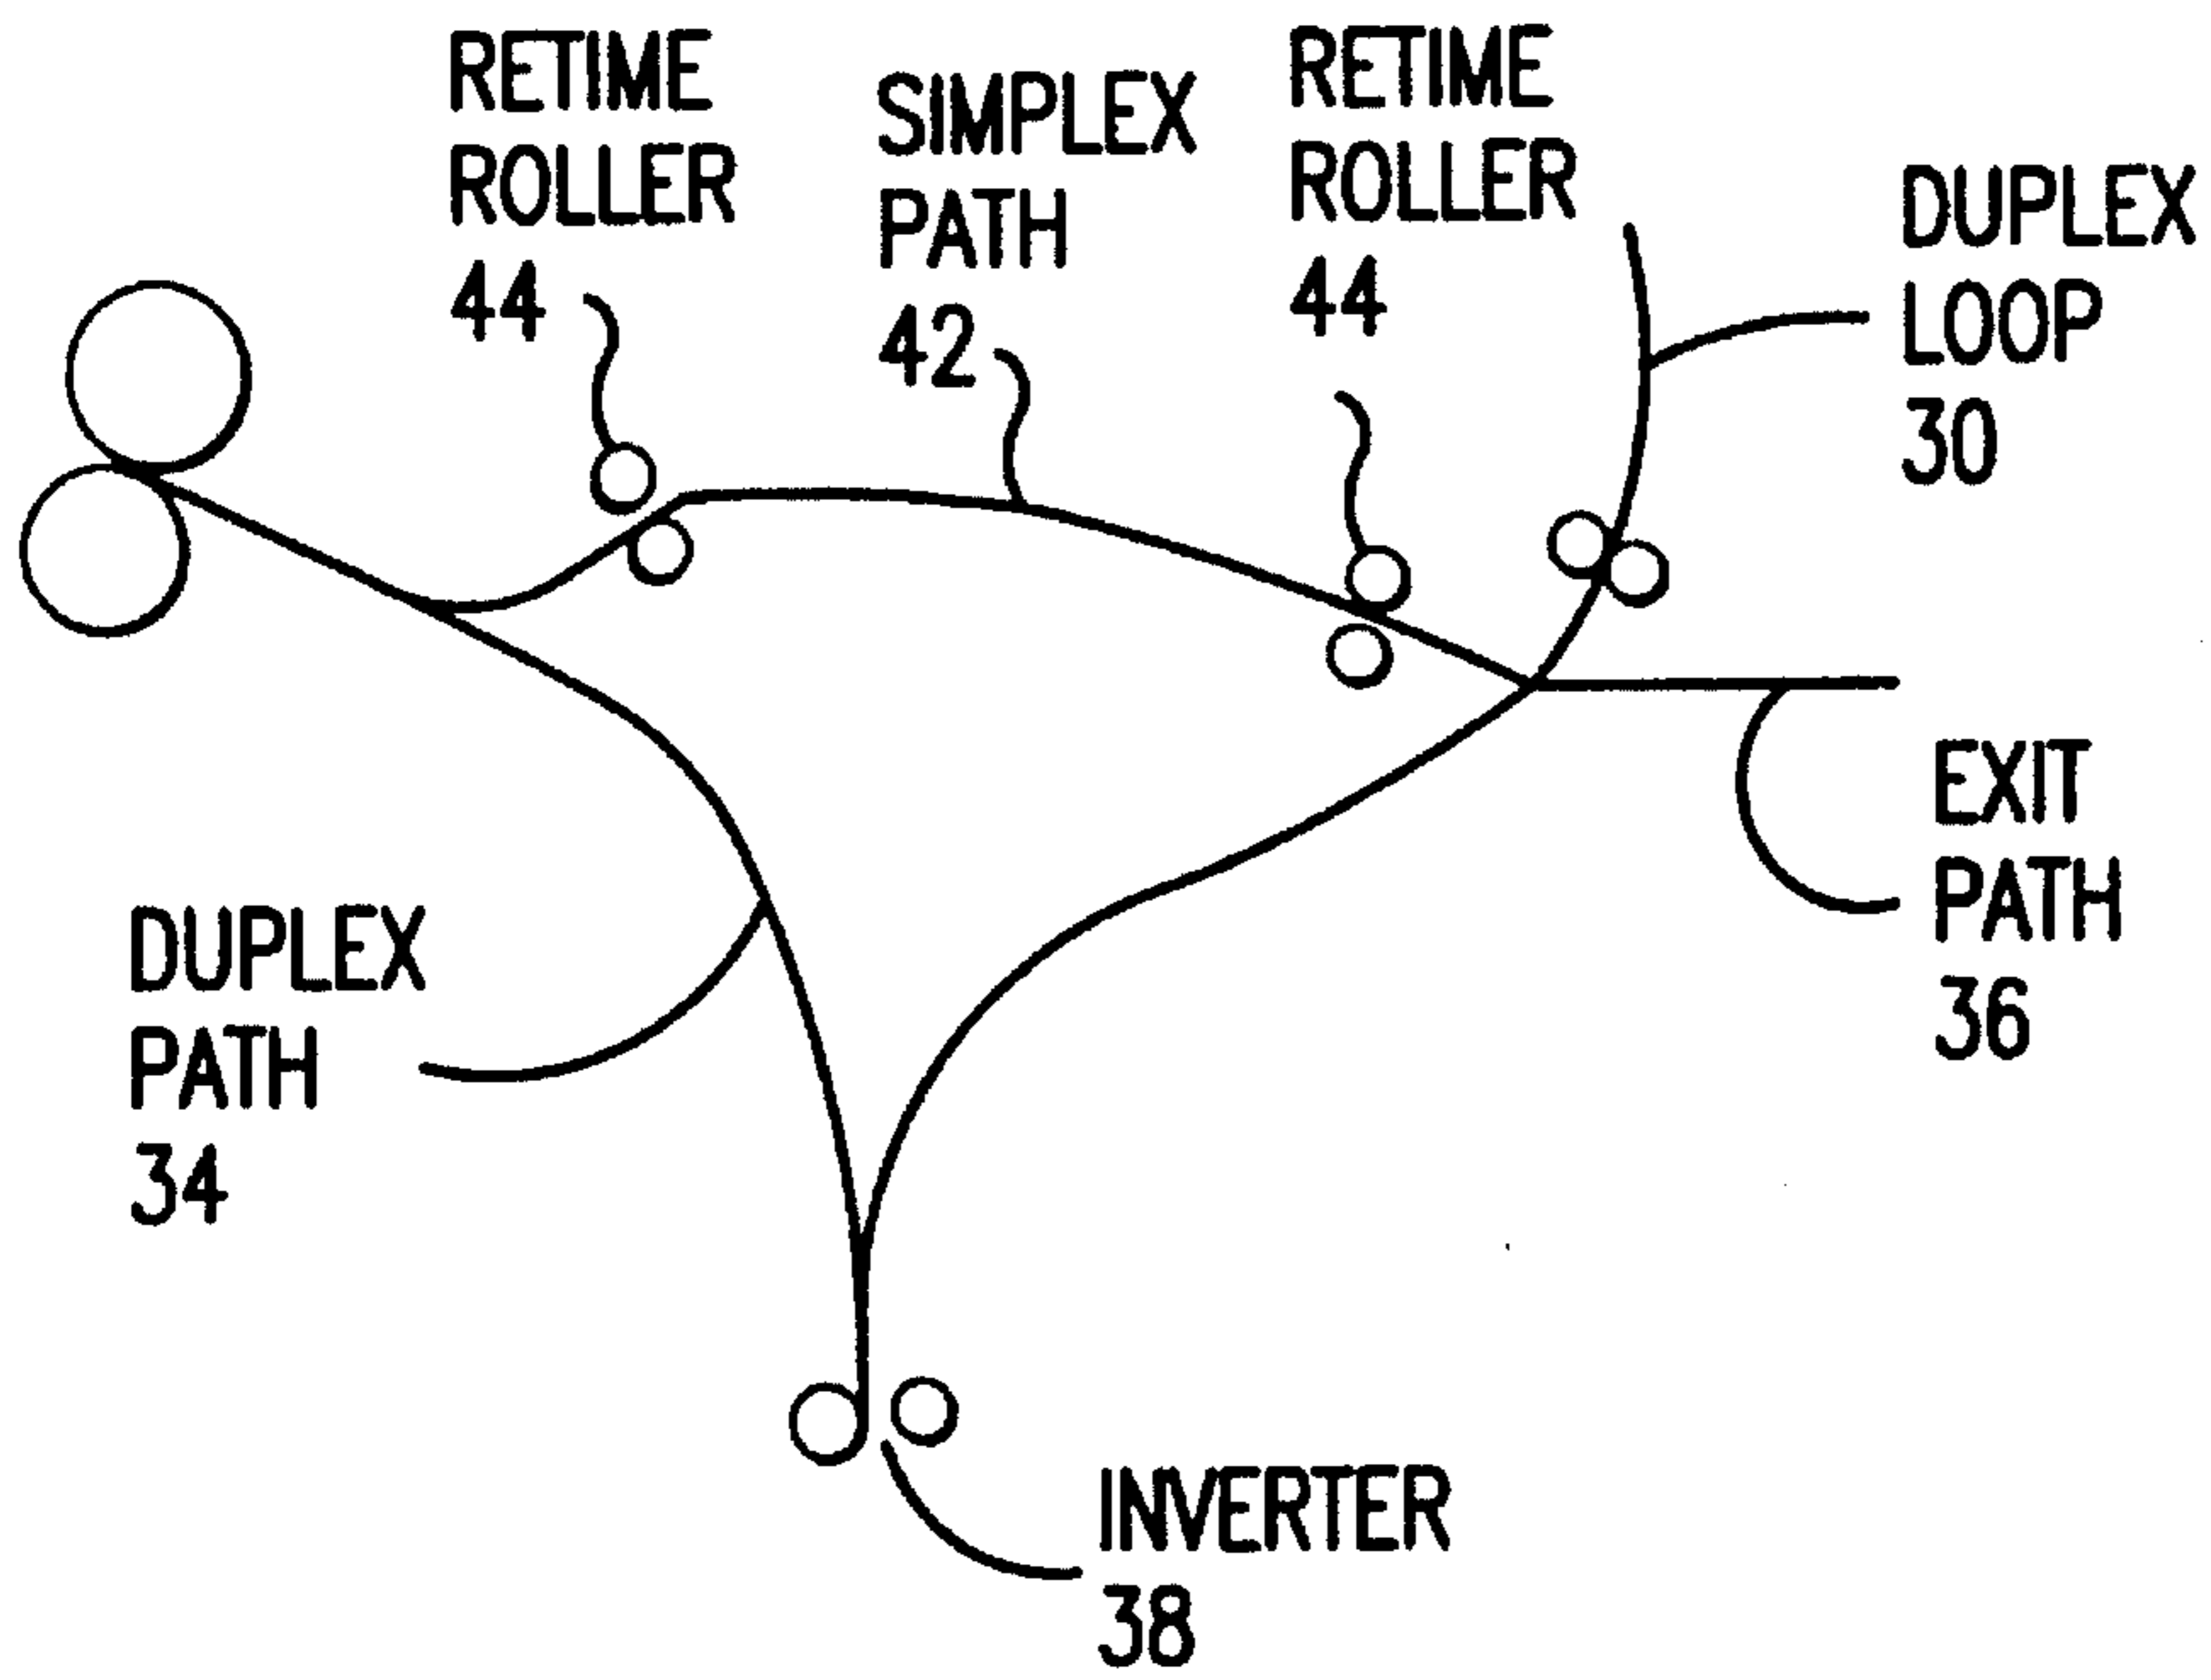 RETIME
ROLLER
44
SIMPLEX
PATH
42
RETIME
ROLLER
44
DUPLEX
LOOP
30
EXIT
PATH
36
DUPLEX
PATH
34
INVERTER
38